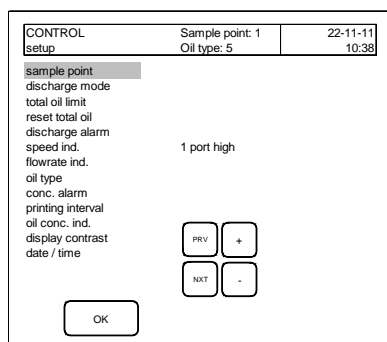 CONTROL Sample point: 1 22-11-11
setup Oil type: 5 10:38
sample point
discharge mode
total oil limit
reset total oil
discharge alarm
speed ind. 1 port high
flowrate ind.
oil type
conc. alarm
printing interval
oil conc. ind.
display contrast
date / time
PRV +
NXT -
OK